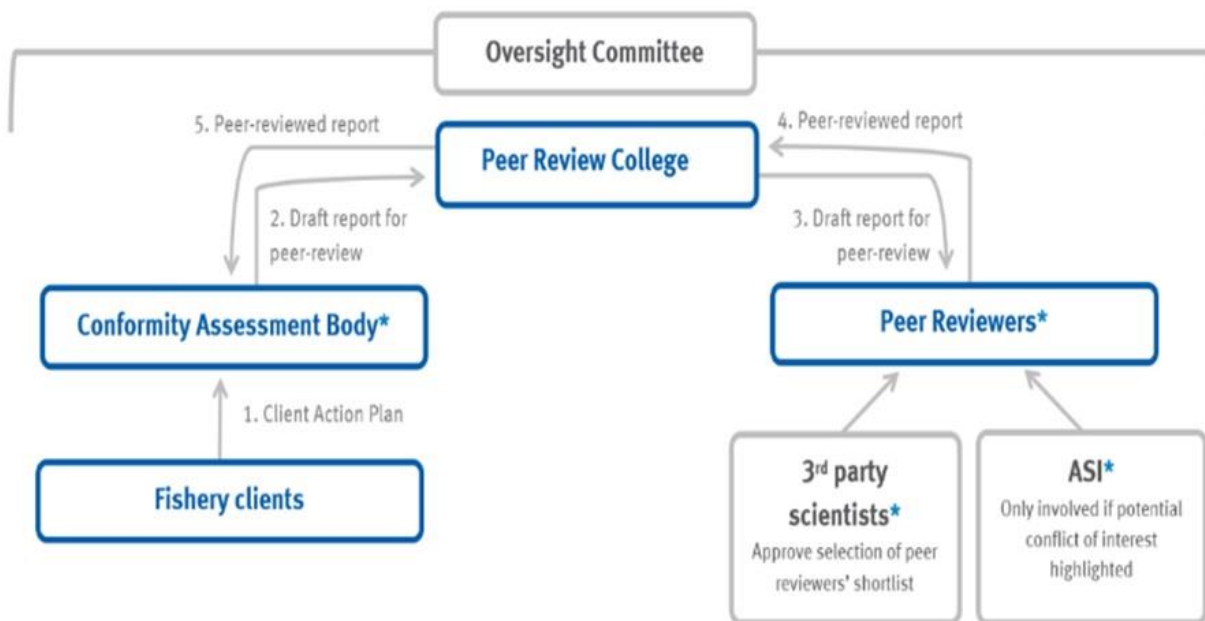 Oversight Committee
5. Peer-reviewed report
4. Peer-reviewed report
Peer Review College
2. Draft report for
peer-review
3. Draft report for
peer-review
Conformity Assessment Body*
Peer Reviewers*
1. Client Action Plan
Fishery clients
3rd party
scientists*
Approve selection of peer
reviewers' shortlist
ASI*
Only involved if potential
conflict of interest
highlighted